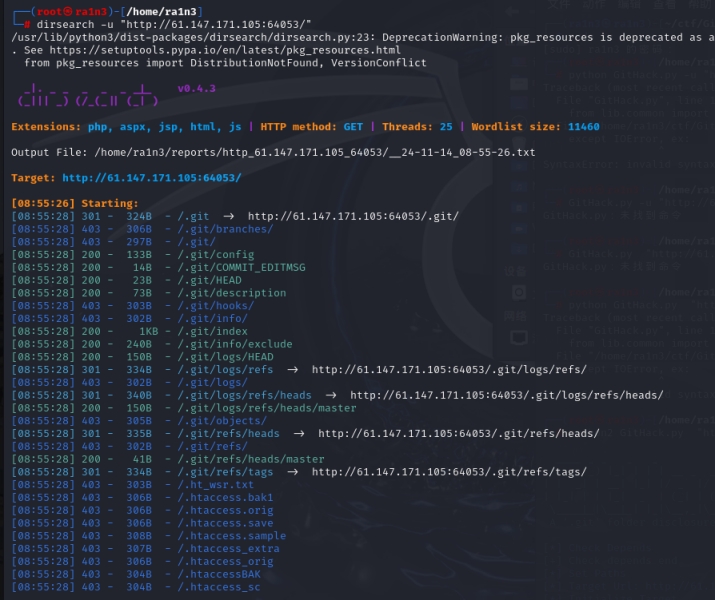 ┌──(root㉿ra1n3)-[/home/ra1n3]
└─# dirsearch -u "http://61.147.171.105:64053/"
/usr/lib/python3/dist-packages/dirsearch/dirsearch.py:23: DeprecationWarning: pkg_resources is deprecated as a
. See https://setuptools.pypa.io/en/latest/pkg_resources.html
from pkg_resources import DistributionNotFound, VersionConflict
v0.4.3
Extensions: php, aspx, jsp, html, js | HTTP method: GET | Threads: 25 | Wordlist size: 11460
Output File: /home/ra1n3/reports/http_61.147.171.105_64053/__24-11-14_08-55-26.txt
Target: http://61.147.171.105:64053/
[08:55:26] Starting:
[08:55:28] 301 - 324B - /.git → http://61.147.171.105:64053/.git/
[08:55:28] 403 - 306B - /.git/branches/
[08:55:28] 403 - 297B - /.git/
[08:55:28] 200 - 133B - /.git/config
[08:55:28] 200 - 14B - /.git/COMMIT_EDITMSG
[08:55:28] 200 - 23B - /.git/HEAD
[08:55:28] 200 - 73B - /.git/description
[08:55:28] 403 - 303B - /.git/hooks/
[08:55:28] 403 - 302B - /.git/info/
[08:55:28] 200 - 1KB - /.git/index
[08:55:28] 200 - 240B - /.git/info/exclude
[08:55:28] 200 - 150B - /.git/logs/HEAD
[08:55:28] 301 - 334B - /.git/logs/refs → http://61.147.171.105:64053/.git/logs/refs/
[08:55:28] 403 - 302B - /.git/logs/
[08:55:28] 301 - 340B - /.git/logs/refs/heads → http://61.147.171.105:64053/.git/logs/refs/heads/
[08:55:28] 200 - 150B - /.git/logs/refs/heads/master
[08:55:28] 403 - 305B - /.git/objects/
[08:55:28] 301 - 335B - /.git/refs/heads → http://61.147.171.105:64053/.git/refs/heads/
[08:55:28] 403 - 302B - /.git/refs/
[08:55:28] 200 - 41B - /.git/refs/heads/master
[08:55:28] 301 - 334B - /.git/refs/tags → http://61.147.171.105:64053/.git/refs/tags/
[08:55:28] 403 - 303B - /.ht_wsr.txt
[08:55:28] 403 - 306B - /.htaccess.bak1
[08:55:28] 403 - 306B - /.htaccess.orig
[08:55:28] 403 - 306B - /.htaccess.save
[08:55:28] 403 - 308B - /.htaccess.sample
[08:55:28] 403 - 307B - /.htaccess_extra
[08:55:28] 403 - 306B - /.htaccess_orig
[08:55:28] 403 - 304B - /.htaccessBAK
[08:55:28] 403 - 304B - /.htaccess_sc